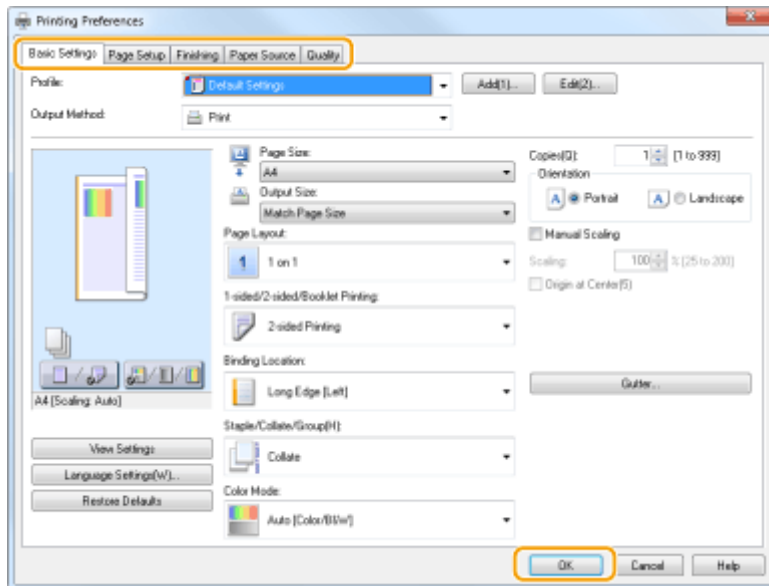 Printing Preferences
Basic Settings Page Setup Finishing Paper Source Quality
Profile: Default Settings Add(1)... Edit(2)...
Output Method: Print
Page Size:
A4
Output Size:
Match Page Size
Page Layout:
1 1 on 1
1-sided/2-sided/Booklet Printing:
2-sided Printing
Binding Location:
Long Edge [Left]
Staple/Collate/Group(H):
Collate
Color Mode:
Auto [Color/B&W]
Copies(Q): 1 [1 to 999]
Orientation
A Portrait A Landscape
Manual Scaling
Scaling: 100 % [25 to 200]
Origin at Center(5)
Gutter...
A4 [Scaling: Auto]
View Settings
Language Settings(W)...
Restore Defaults
OK Cancel Help